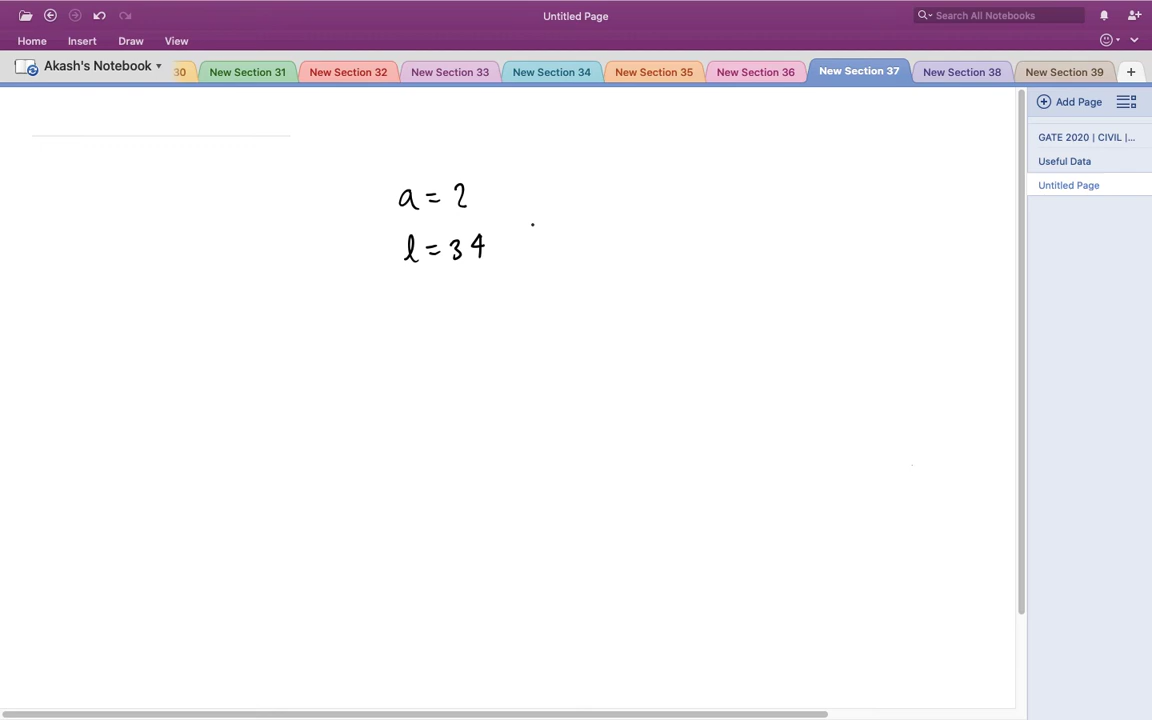 Untitled Page
Search All Notebooks
Home Insert Draw View
Akash's Notebook
30 New Section 31 New Section 32 New Section 33 New Section 34 New Section 35 New Section 36 New Section 37 New Section 38 New Section 39 +
Add Page
GATE 2020 | CIVIL |...
Useful Data
Untitled Page
a = 2
l = 34